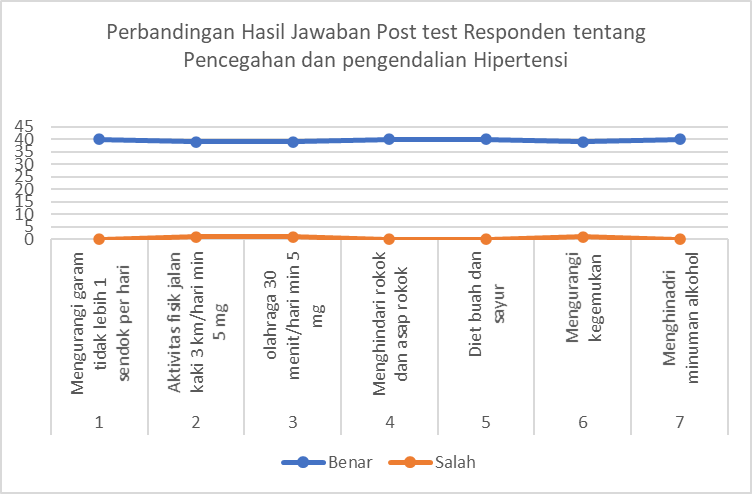 Perbandingan Hasil Jawaban Post test Responden tentang
Pencegahan dan pengendalian Hipertensi
45
40
35
30
25
20
15
10
5
0
Mengurangi garam
tidak lebih 1
sendok per hari
Aktivitas fisik jalan
kaki 3 km/hari min
5 mg
olahraga 30
menit/hari min 5
mg
Menghindari rokok
dan asap rokok
Diet buah dan
sayur
Mengurangi
kegemukan
Menghinadri
minuman alkohol
1 2 3 4 5 6 7
Benar Salah